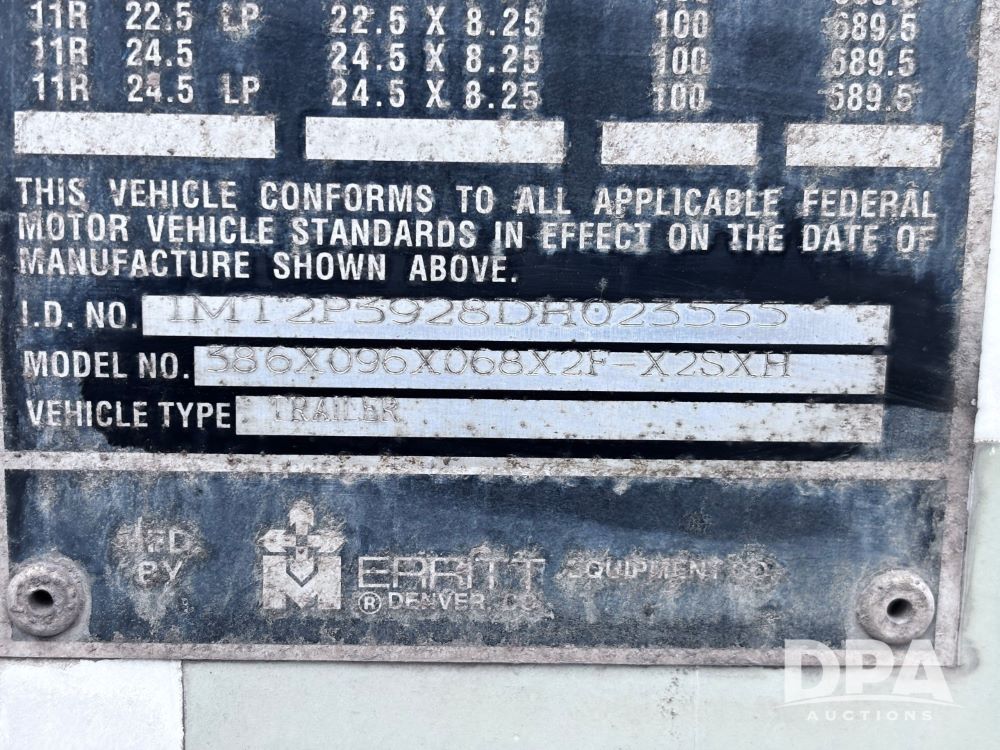 11R 22.5 LP 22.5 X 8.25 100 689.5
11R 24.5 24.5 X 8.25 100 689.5
11R 24.5 LP 24.5 X 8.25 100 689.5
THIS VEHICLE CONFORMS TO ALL APPLICABLE FEDERAL
MOTOR VEHICLE STANDARDS IN EFFECT ON THE DATE OF
MANUFACTURE SHOWN ABOVE.
I.D. NO. 1MT2P3928DH023535
MODEL NO. 386X096X068X2F-X2SXH
VEHICLE TYPE TRAILER
BY
MERRITT EQUIPMENT CO.
® DENVER, CO.
DPA
AUCTIONS